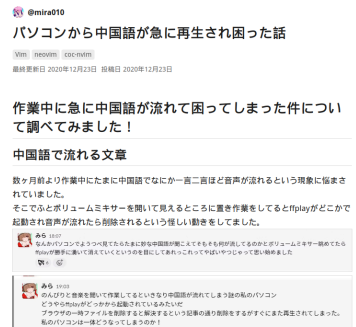 @mira010
パソコンから中国語が急に再生され困った話
Vim neovim coc-nvim
最終更新日 2020年12月23日 投稿日 2020年12月23日
作業中に急に中国語が流れて困ってしまった件につい
て調べてみました！
中国語で流れる文章
数ヶ月前より作業中にたまに中国語でなにか一言二言ほど音声が流れるという現象に悩まさ
れていました。
そこでふとボリュームミキサーを開いて見えるところに置き作業をしてるとffplayがどこかで
起動され音声が流れたら削除されるという怪しい動きをしてました。
みら 19:07
なんかパソコンでようつべ見てたらたまに妙な中国語が聞こえてそもそも何が流してるのかとボリュームミキサー眺めてたら
ffplayが勝手に湧いて消えていくというのを目にしてあれっっこれってやばいやつじゃって思い始めました
みら 19:03
のんびりと音楽を聞いて作業してるといきなり中国語が流れてしまう謎の私のパソコン
どうやらffplayがどっかから起動されているみたいだ
ブラウザの一時ファイルを削除すると解決するという記事の通り削除をするがすぐにまた再生されてしまった。
私のパソコンは一体どうなってしまうのか！